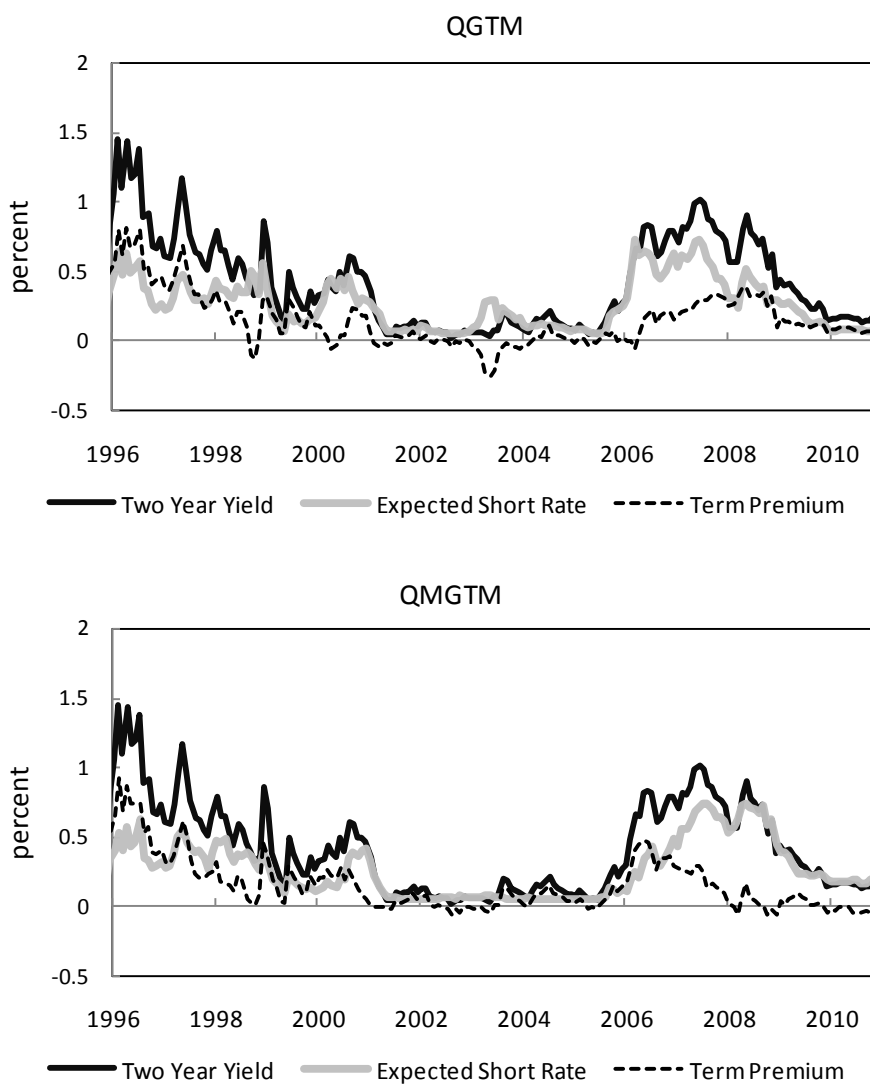 QGTM
2
1.5
1
0.5
0
-0.5
percent
1996 1998 2000 2002 2004 2006 2008 2010
Two Year Yield Expected Short Rate Term Premium
QMGTM
2
1.5
1
0.5
0
-0.5
percent
1996 1998 2000 2002 2004 2006 2008 2010
Two Year Yield Expected Short Rate Term Premium